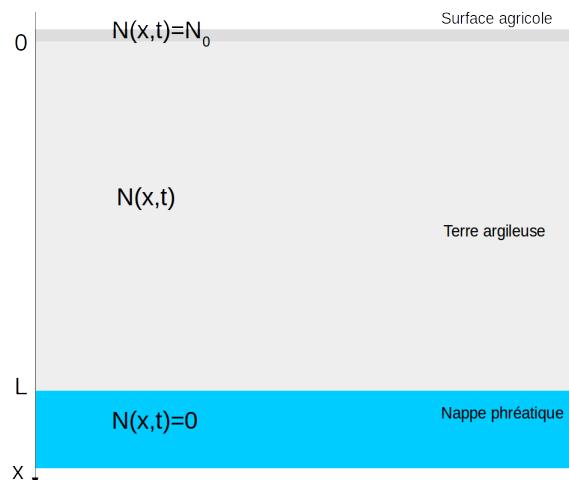 Surface agricole
N(x,t)=N₀
0
N(x,t)
Terre argileuse
L
Nappe phréatique
N(x,t)=0
x